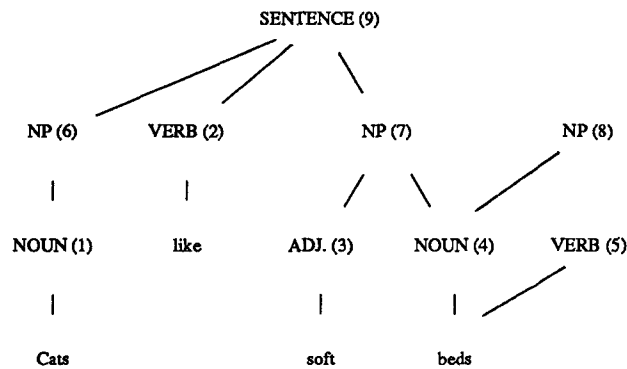 SENTENCE (9)
NP (6) VERB (2) NP (7) NP (8)
NOUN (1) like ADJ. (3) NOUN (4) VERB (5)
Cats soft beds